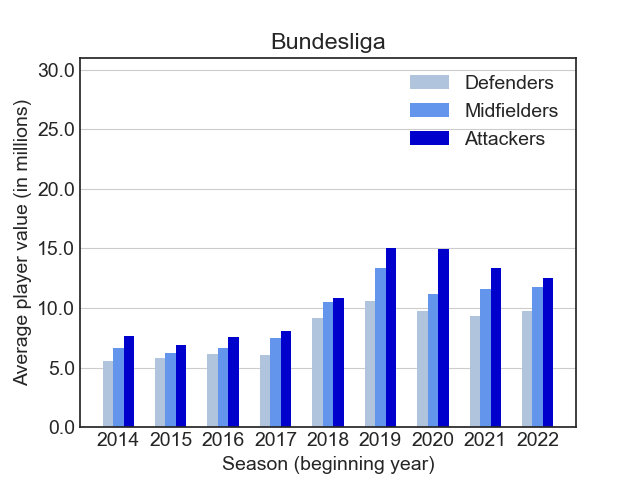 Bundesliga
30.0
25.0
20.0
15.0
10.0
5.0
0.0
Average player value (in millions)
Defenders
Midfielders
Attackers
2014 2015 2016 2017 2018 2019 2020 2021 2022
Season (beginning year)